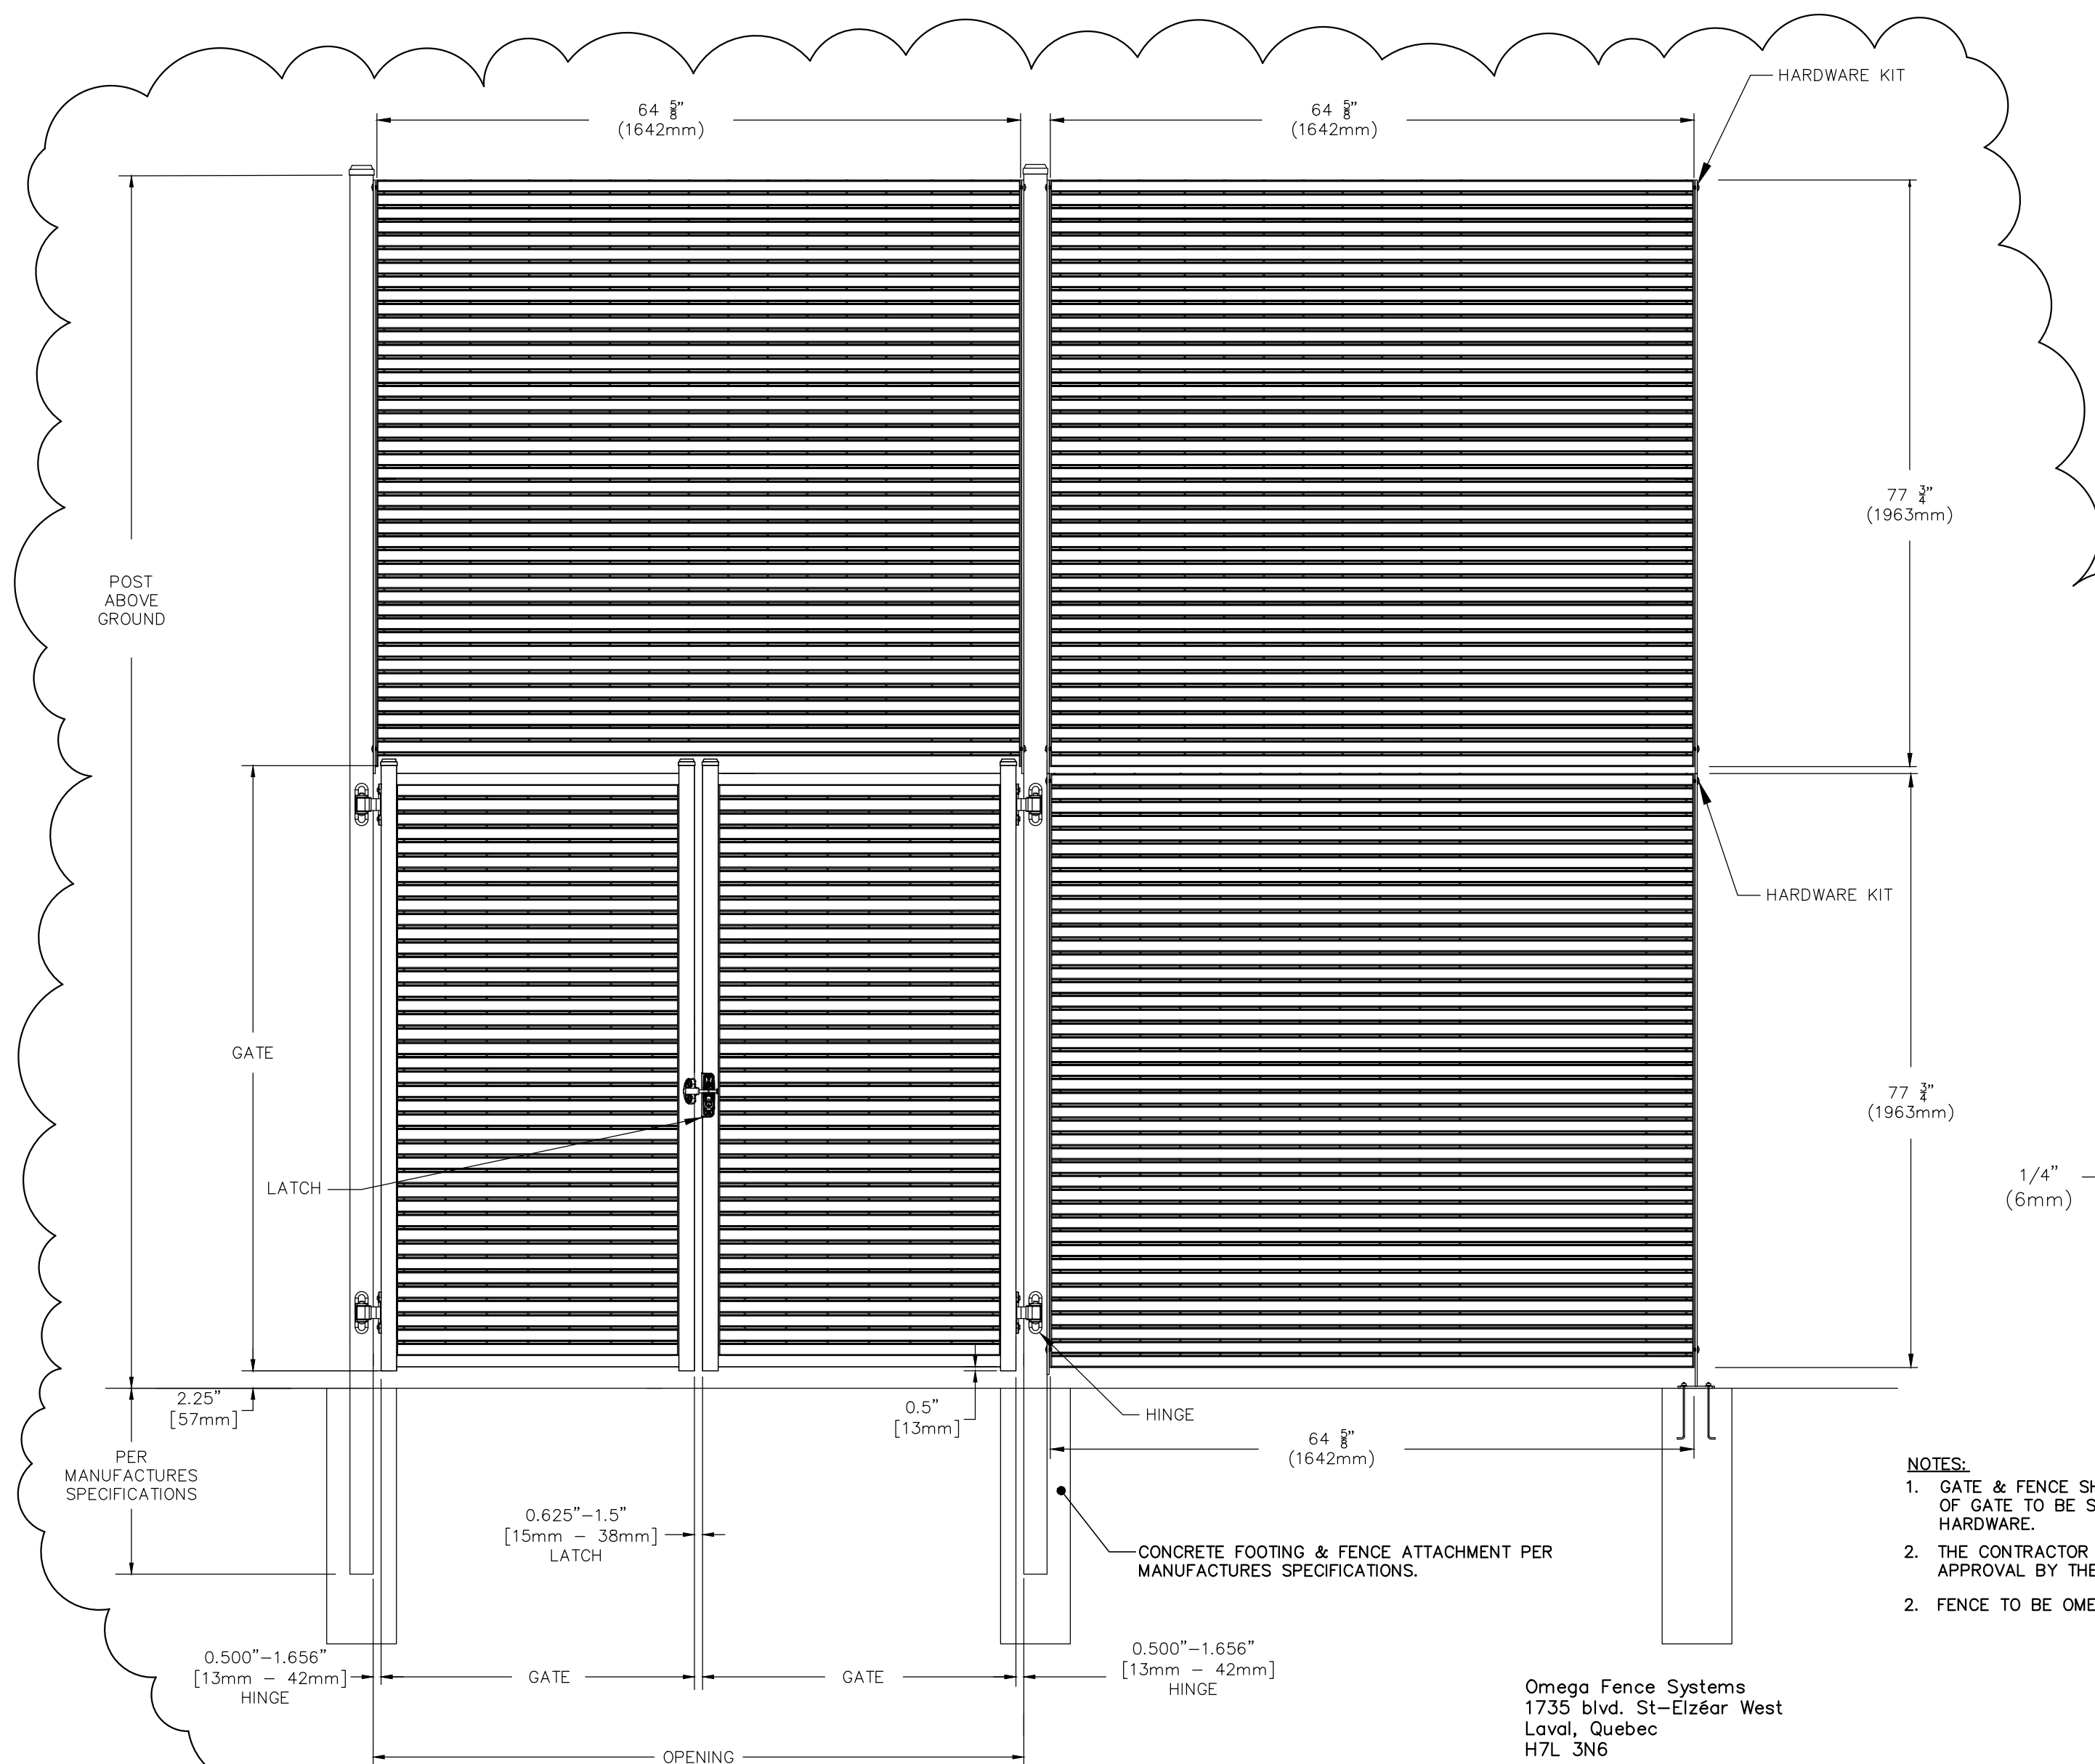 HARDWARE KIT
64 5/8"
(1642mm)
64 5/8"
(1642mm)
77 3/4"
(1963mm)
POST
ABOVE
GROUND
HARDWARE KIT
GATE
77 3/4"
(1963mm)
LATCH
1/4"
(6mm)
2.25"
[57mm]
0.5"
[13mm]
HINGE
64 5/8"
(1642mm)
PER
MANUFACTURES
SPECIFICATIONS
0.625"-1.5"
[15mm - 38mm]
LATCH
CONCRETE FOOTING & FENCE ATTACHMENT PER
MANUFACTURES SPECIFICATIONS.
NOTES:
1. GATE & FENCE SH
OF GATE TO BE S
HARDWARE.
2. THE CONTRACTOR
APPROVAL BY THE
2. FENCE TO BE OME
0.500"-1.656"
[13mm - 42mm]
HINGE
GATE
GATE
0.500"-1.656"
[13mm - 42mm]
HINGE
OPENING
Omega Fence Systems
1735 blvd. St-Elzéar West
Laval, Quebec
H7L 3N6